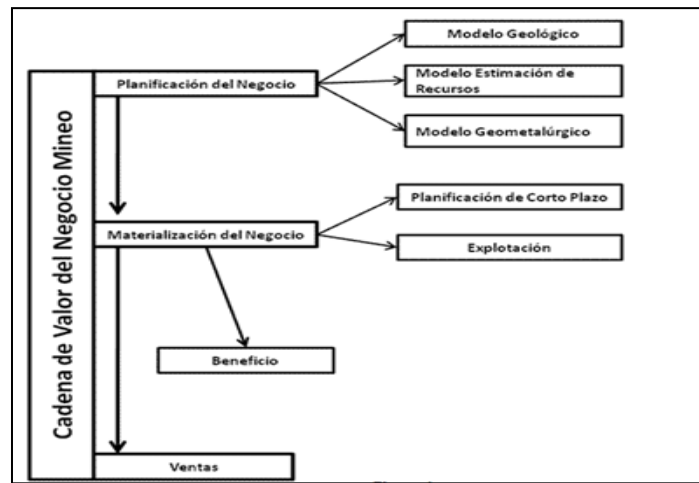 Cadena de Valor del Negocio Mineo
Planificación del Negocio
Modelo Geológico
Modelo Estimación de
Recursos
Modelo Geometalúrgico
Materialización del Negocio
Planificación de Corto Plazo
Explotación
Beneficio
Ventas